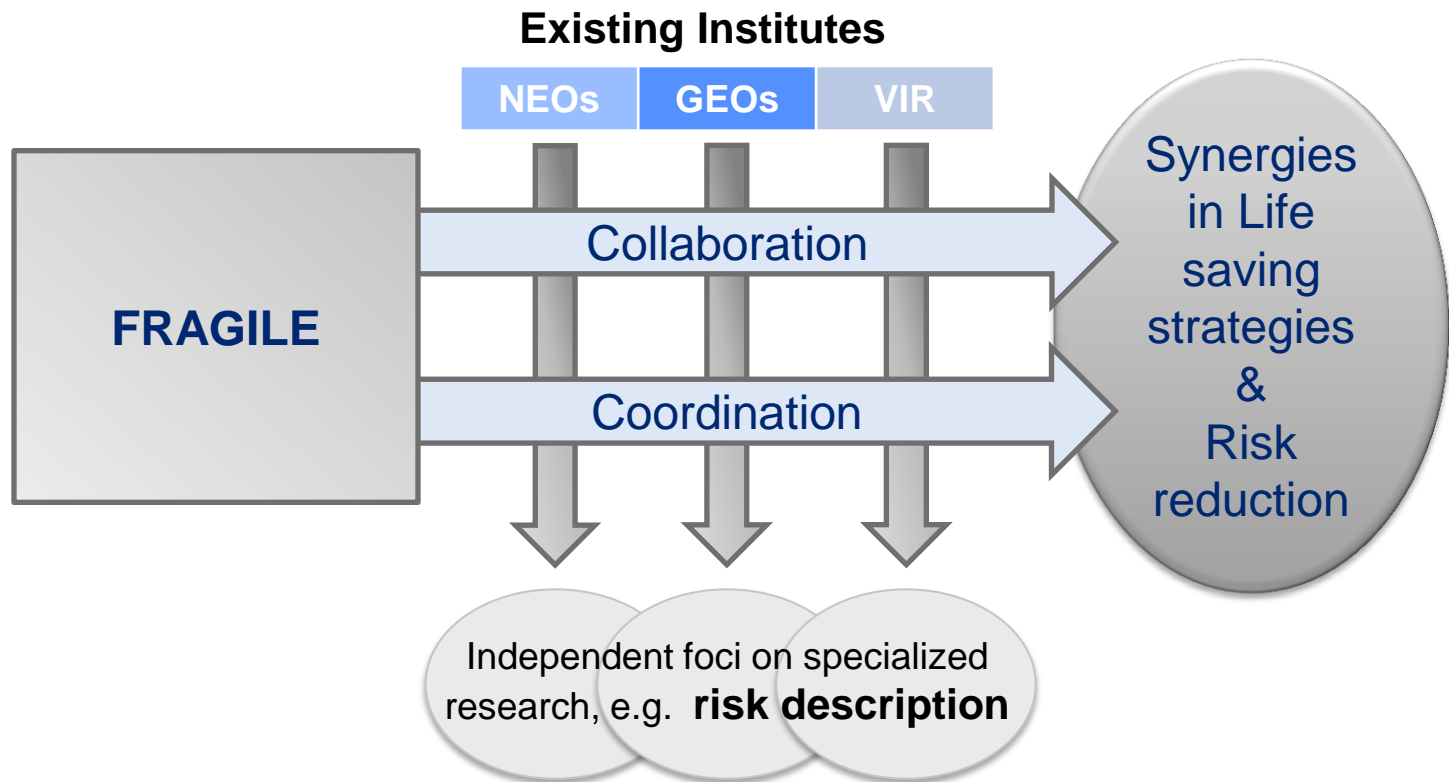 Existing Institutes
NEOs GEOs VIR
FRAGILE
Collaboration
Coordination
Synergies
in Life
saving
strategies
&
Risk
reduction
Independent foci on specialized
research, e.g. risk description